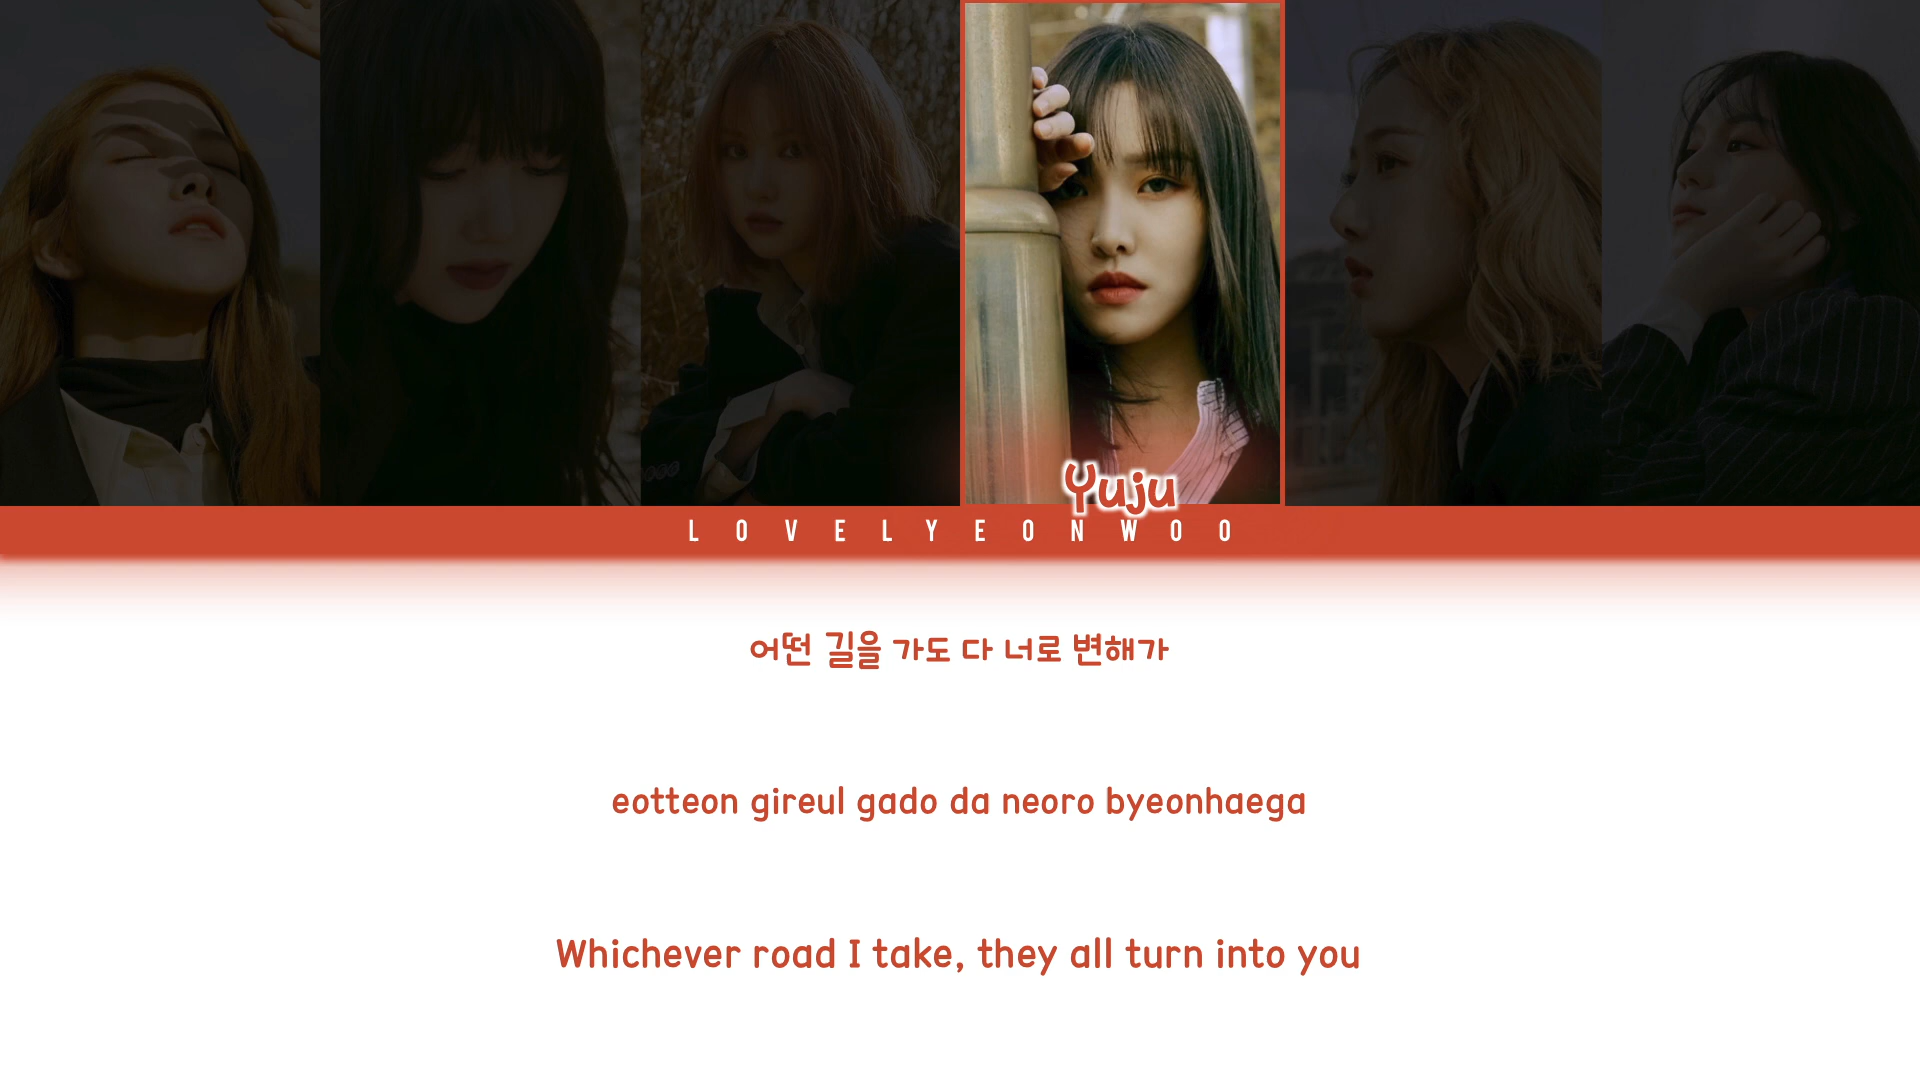 Yuju
LOVELYEONWOO
어떤 길을 가도 다 너로 변해가
eotteon gireul gado da neoro byeonhaega
Whichever road I take, they all turn into you